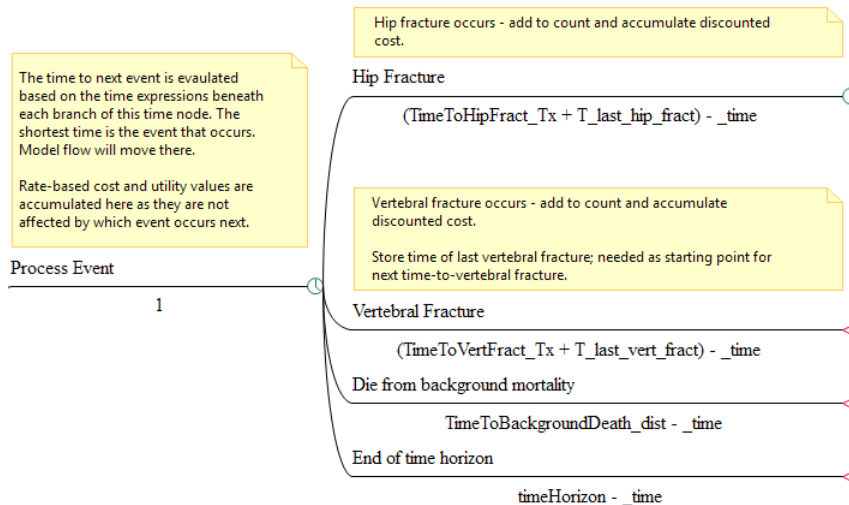 Hip fracture occurs - add to count and accumulate discounted
cost.
The time to next event is evaulated
based on the time expressions beneath
each branch of this time node. The
shortest time is the event that occurs.
Model flow will move there.
Rate-based cost and utility values are
accumulated here as they are not
affected by which event occurs next.
Hip Fracture
(TimeToHipFract_Tx + T_last_hip_fract) - _time
Vertebral fracture occurs - add to count and accumulate
discounted cost.
Store time of last vertebral fracture; needed as starting point for
next time-to-vertebral fracture.
Process Event
1
Vertebral Fracture
(TimeToVertFract_Tx + T_last_vert_fract) - _time
Die from background mortality
TimeToBackgroundDeath_dist - _time
End of time horizon
timeHorizon - _time